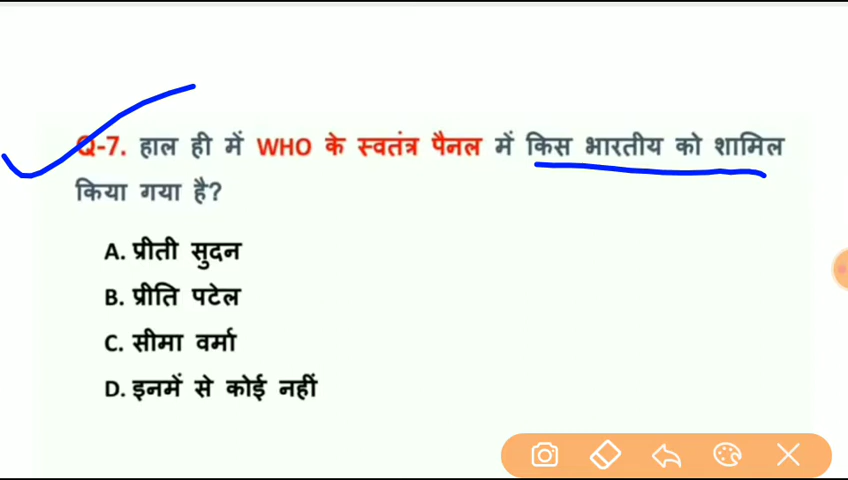 Q-7. हाल ही में WHO के स्वतंत्र पैनल में किस भारतीय को शामिल
किया गया है?
A. प्रीती सुदन
B. प्रीति पटेल
C. सीमा वर्मा
D. इनमें से कोई नहीं